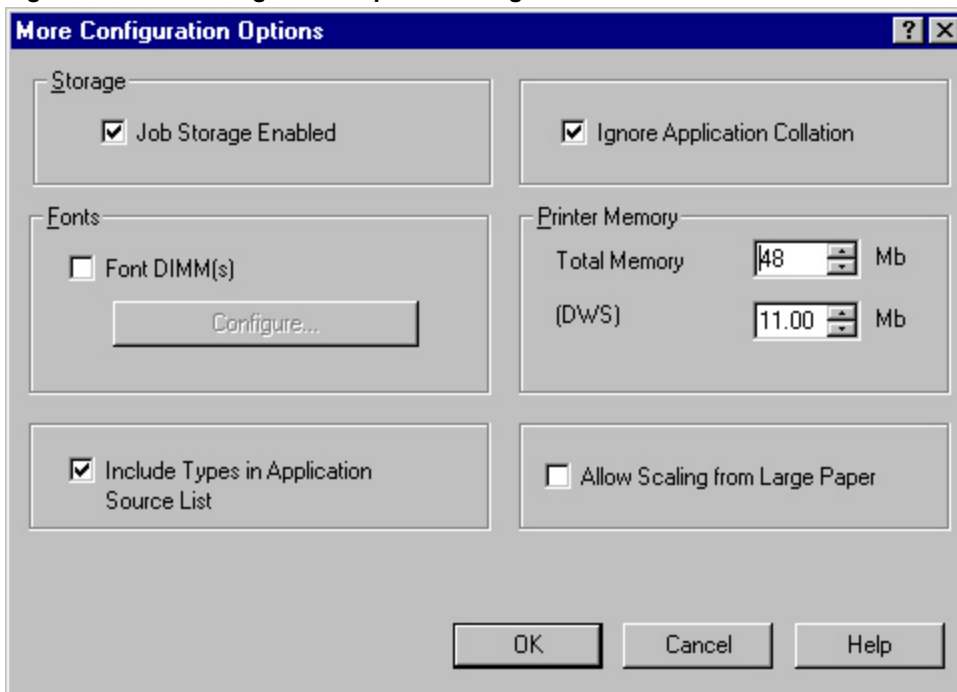 More Configuration Options
Storage
Job Storage Enabled
Ignore Application Collation
Fonts
Font DIMM(s)
Configure...
Printer Memory
Total Memory 48 Mb
(DWS) 11.00 Mb
Include Types in Application
Source List
Allow Scaling from Large Paper
OK Cancel Help